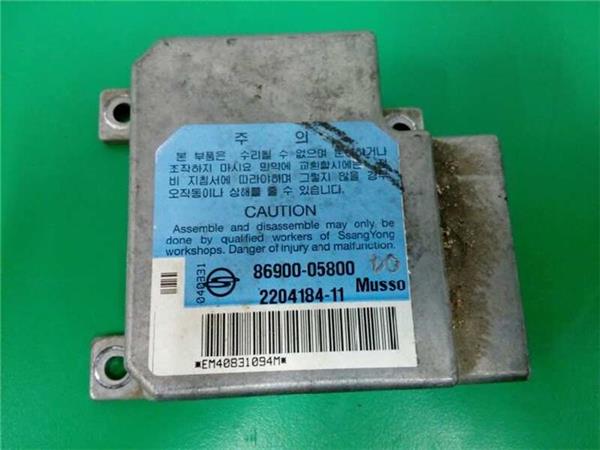 주 의
본 부품은 수리될 수 없으며 운전하거나
조작하지 마시요 만약에 교환할시에는
비 지침서에 따라야하며 그렇지 않을 경우
오작동이나 상해를 줄 수 있습니다.
CAUTION
Assemble and disassemble may only be
done by qualified workers of SsangYong
workshops. Danger of injury and malfunction.
040831
86900-05800
2204184-11 Musso
*EM40831094M*